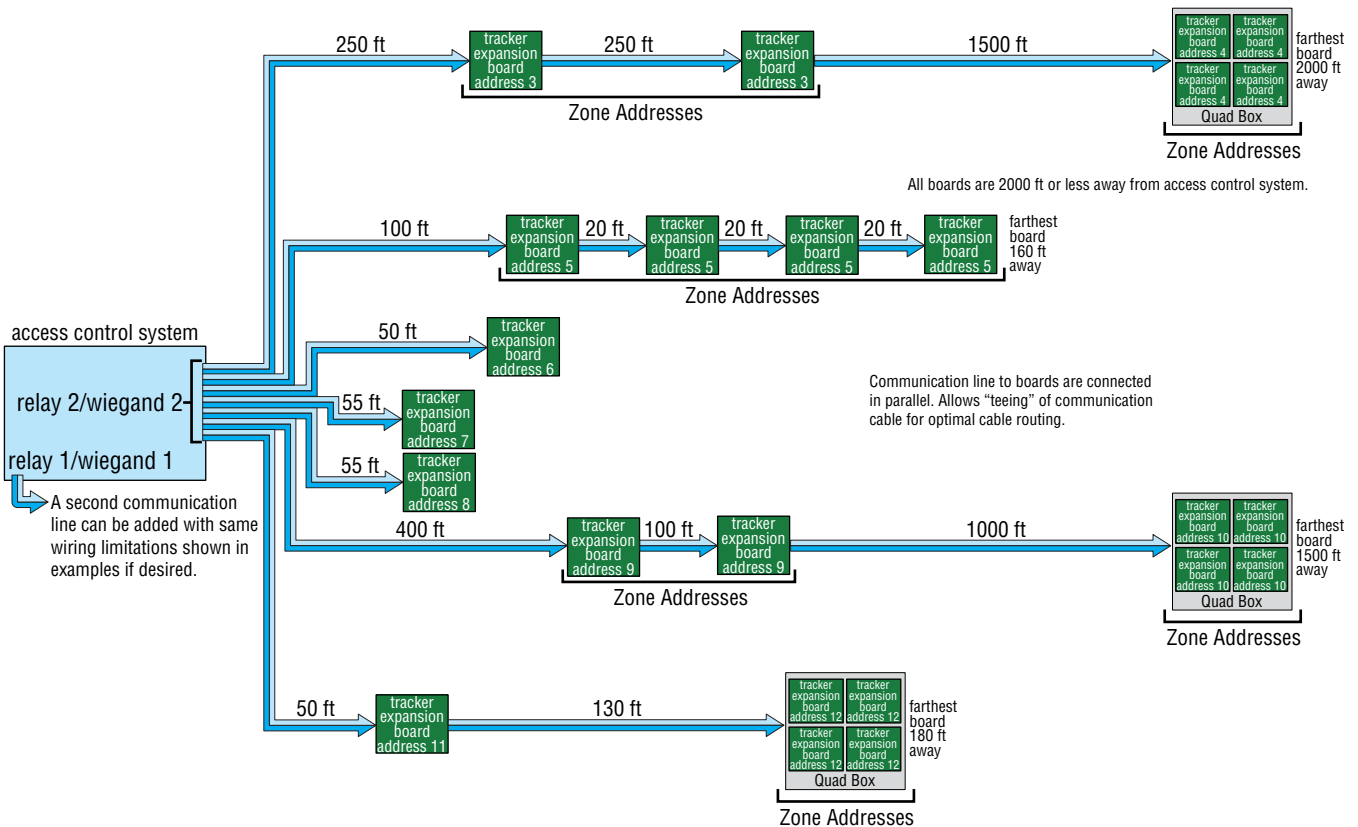 250 ft
tracker
expansion
board
address 3
250 ft
tracker
expansion
board
address 3
1500 ft
tracker
expansion
board
address 4
tracker
expansion
board
address 4
tracker
expansion
board
address 4
tracker
expansion
board
address 4
Quad Box
farthest
board
2000 ft
away
Zone Addresses
Zone Addresses
All boards are 2000 ft or less away from access control system.
100 ft
tracker
expansion
board
address 5
20 ft
tracker
expansion
board
address 5
20 ft
tracker
expansion
board
address 5
20 ft
tracker
expansion
board
address 5
farthest
board
160 ft
away
Zone Addresses
50 ft
tracker
expansion
board
address 6
access control system
relay 2/wiegand 2
relay 1/wiegand 1
55 ft
tracker
expansion
board
address 7
Communication line to boards are connected
in parallel. Allows “teeing” of communication
cable for optimal cable routing.
55 ft
tracker
expansion
board
address 8
A second communication
line can be added with same
wiring limitations shown in
examples if desired.
400 ft
tracker
expansion
board
address 9
100 ft
tracker
expansion
board
address 9
1000 ft
tracker
expansion
board
address 10
tracker
expansion
board
address 10
tracker
expansion
board
address 10
tracker
expansion
board
address 10
Quad Box
farthest
board
1500 ft
away
Zone Addresses
Zone Addresses
50 ft
tracker
expansion
board
address 11
130 ft
tracker
expansion
board
address 12
tracker
expansion
board
address 12
tracker
expansion
board
address 12
tracker
expansion
board
address 12
Quad Box
farthest
board
180 ft
away
Zone Addresses